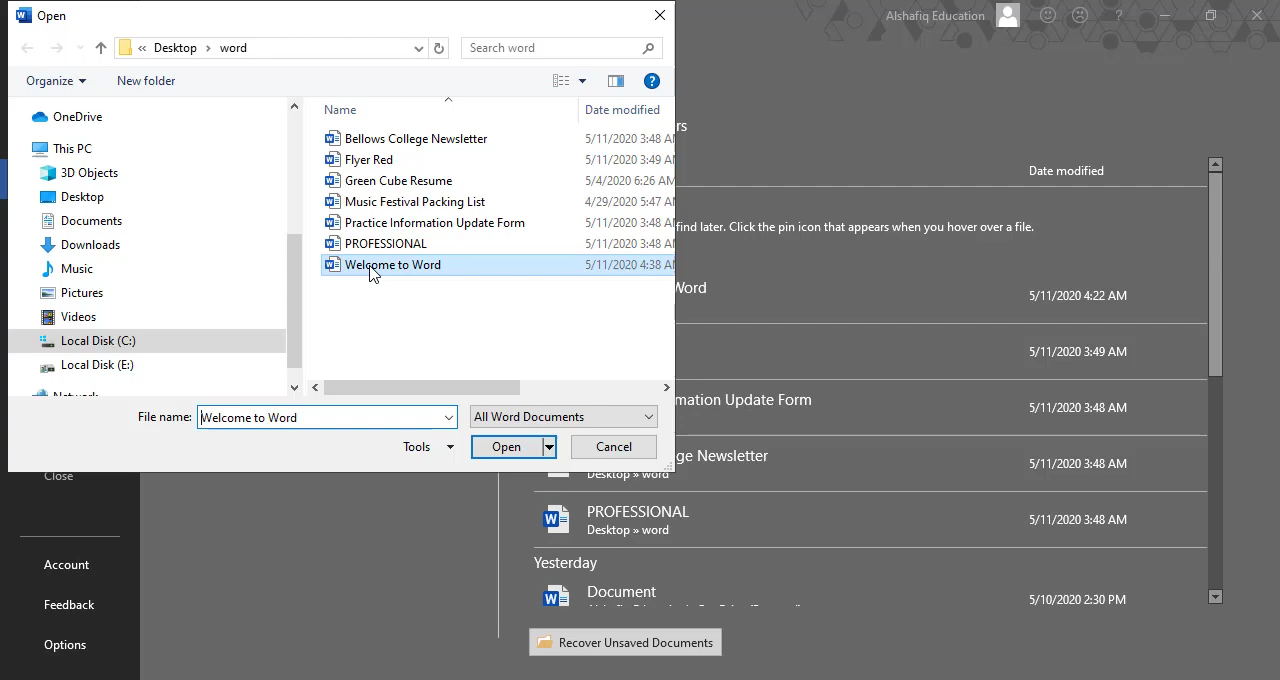 Open
Alshafiq Education
?
« Desktop › word
Search word
Organize
New folder
?
OneDrive
This PC
3D Objects
Desktop
Documents
Downloads
Music
Pictures
Videos
Local Disk (C:)
Local Disk (E:)
Network
Name Date modified
Bellows College Newsletter 5/11/2020 3:48 AM
Flyer Red 5/11/2020 3:49 AM
Green Cube Resume 5/4/2020 6:26 AM
Music Festival Packing List 4/29/2020 5:47 AM
Practice Information Update Form 5/11/2020 3:48 AM
PROFESSIONAL 5/11/2020 3:48 AM
Welcome to Word 5/11/2020 4:38 AM
File name: Welcome to Word
All Word Documents
Tools
Open
Cancel
rs
Date modified
find later. Click the pin icon that appears when you hover over a file.
Word
5/11/2020 4:22 AM
5/11/2020 3:49 AM
mation Update Form
5/11/2020 3:48 AM
ge Newsletter
Desktop » word
5/11/2020 3:48 AM
PROFESSIONAL
Desktop » word
5/11/2020 3:48 AM
Yesterday
Document
5/10/2020 2:30 PM
Recover Unsaved Documents
Close
Account
Feedback
Options